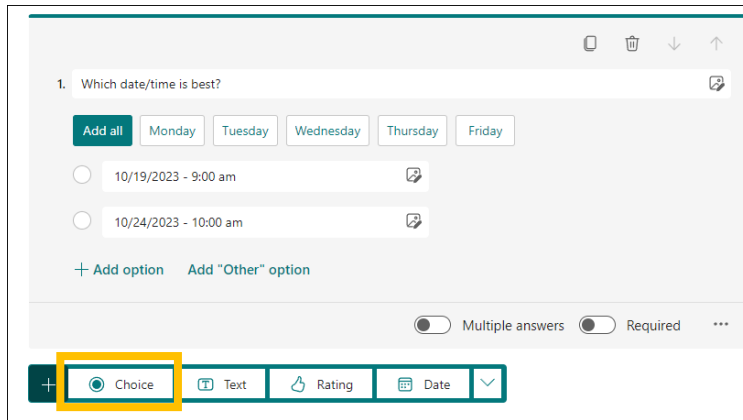 1. Which date/time is best?
Add all Monday Tuesday Wednesday Thursday Friday
10/19/2023 - 9:00 am
10/24/2023 - 10:00 am
+ Add option Add "Other" option
Multiple answers Required ...
+ Choice Text Rating Date